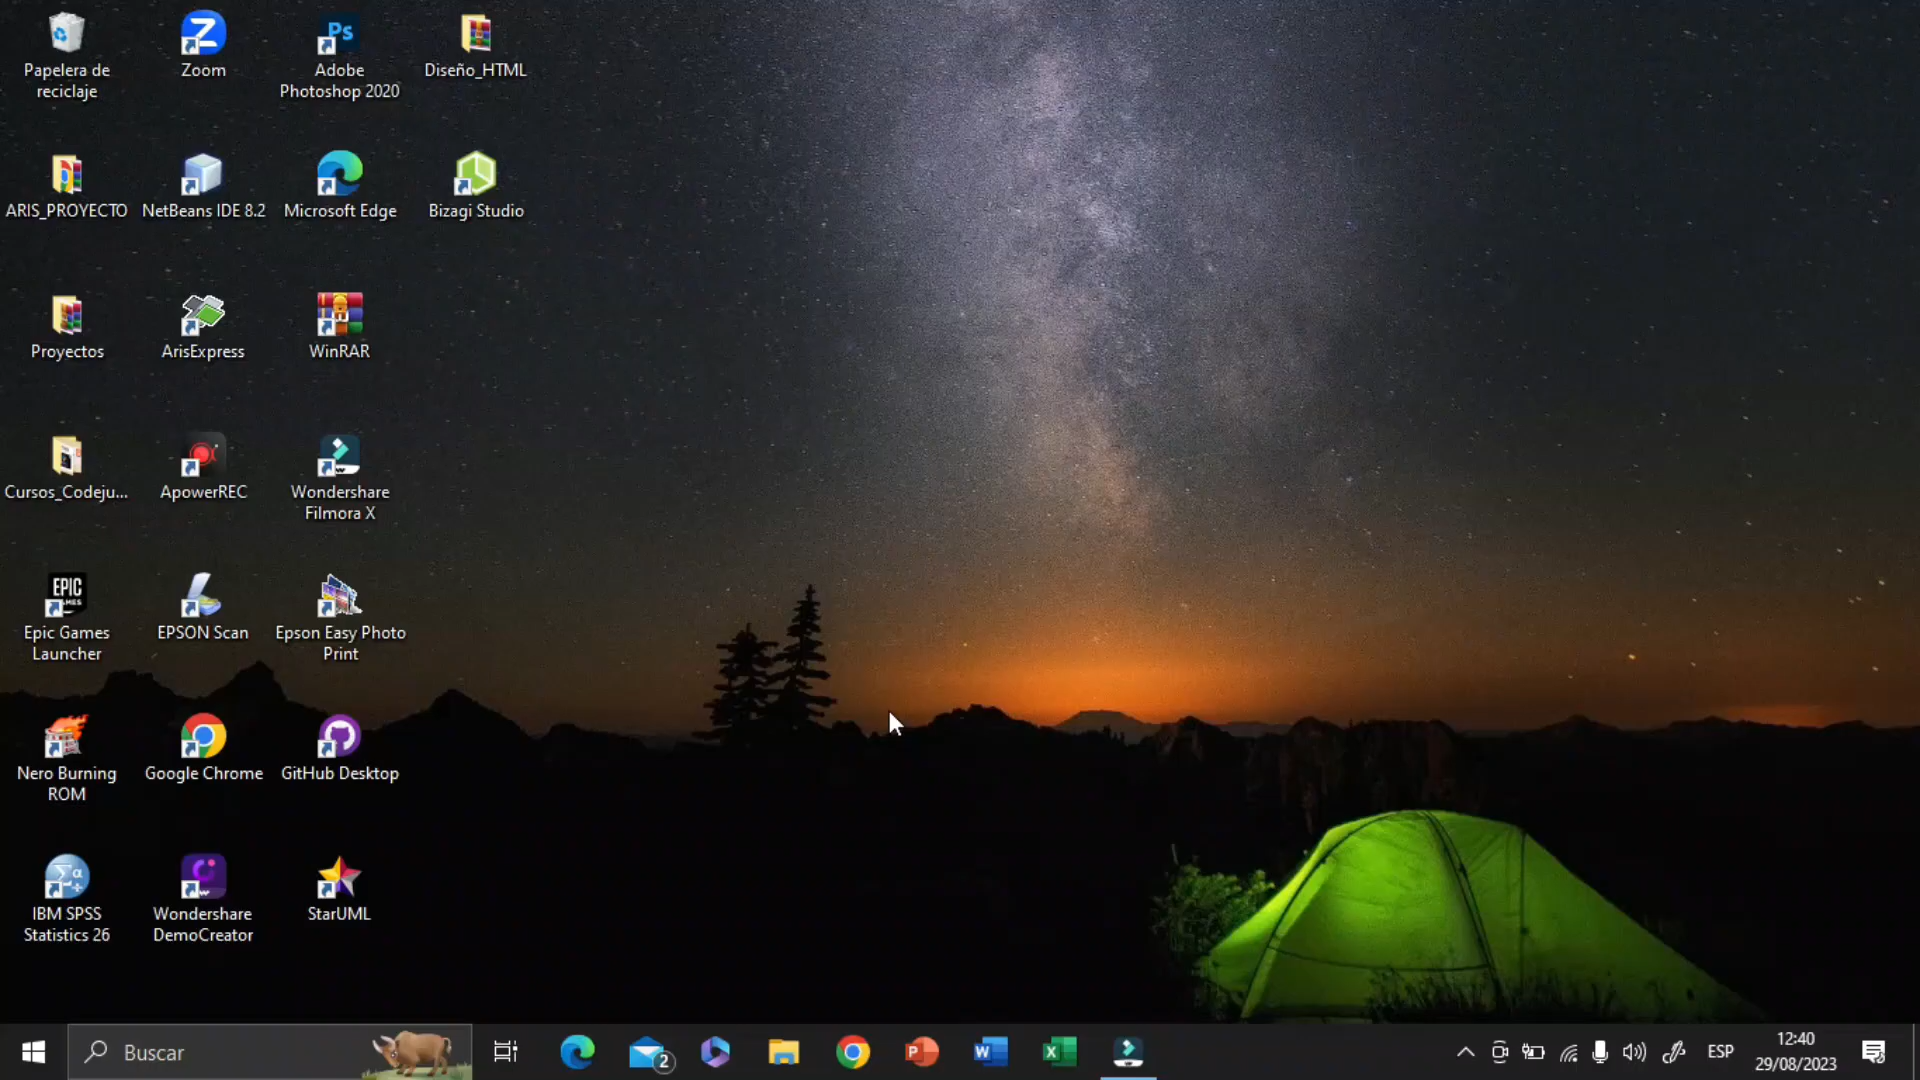 Papelera de
reciclaje
Zoom
Ps
Adobe
Photoshop 2020
Diseño_HTML
ARIS_PROYECTO
NetBeans IDE 8.2
Microsoft Edge
Bizagi Studio
Proyectos
ArisExpress
WinRAR
Cursos_Codeju...
ApowerREC
Wondershare
Filmora X
EPIC
Epic Games
Launcher
EPSON Scan
Epson Easy Photo
Print
Nero Burning
ROM
Google Chrome
GitHub Desktop
IBM SPSS
Statistics 26
Wondershare
DemoCreator
StarUML
Buscar
2
ESP
12:40
29/08/2023